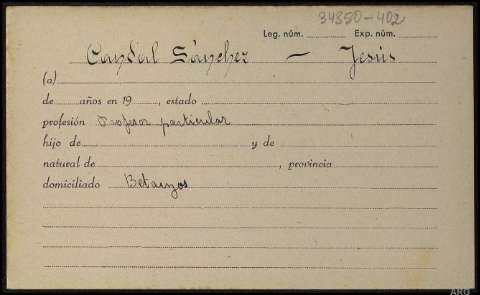 34350-402
Leg. núm. Exp. núm.
Sánchez — Jesús
(a)
de años en 19 , estado
profesión Profesor particular
hijo de y de
natural de , provincia
domiciliado Betanzos
ARG